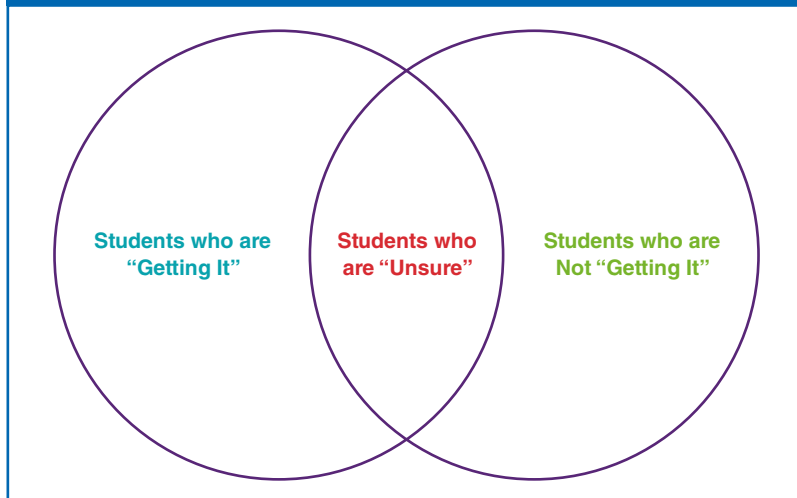 Students who are
“Getting It”
Students who
are “Unsure”
Students who are
Not “Getting It”